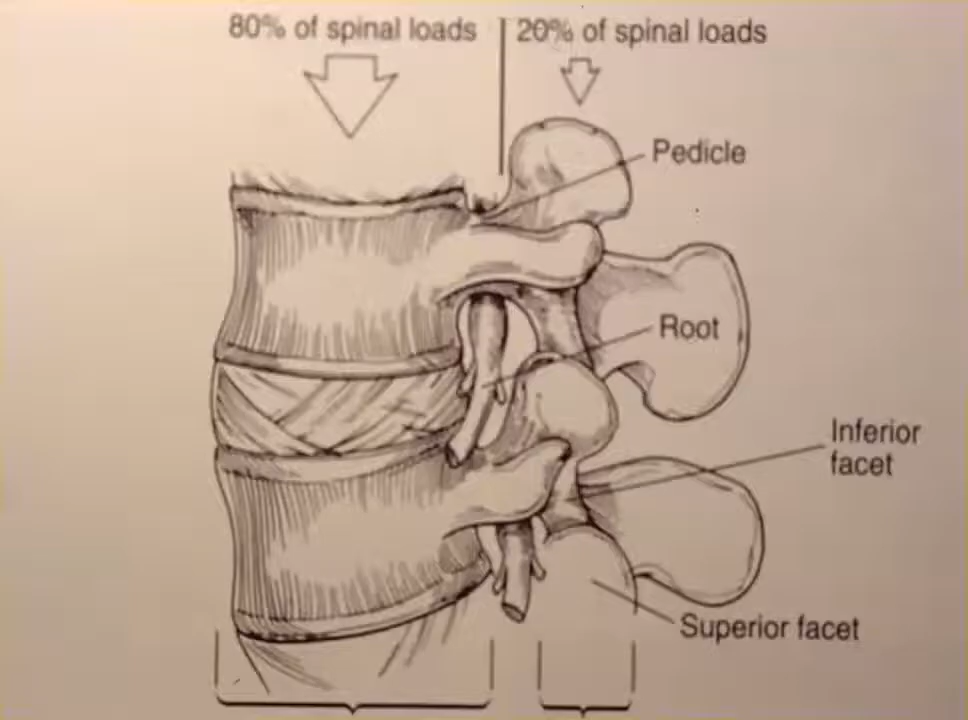 80% of spinal loads
20% of spinal loads
Pedicle
Root
Inferior
facet
Superior facet